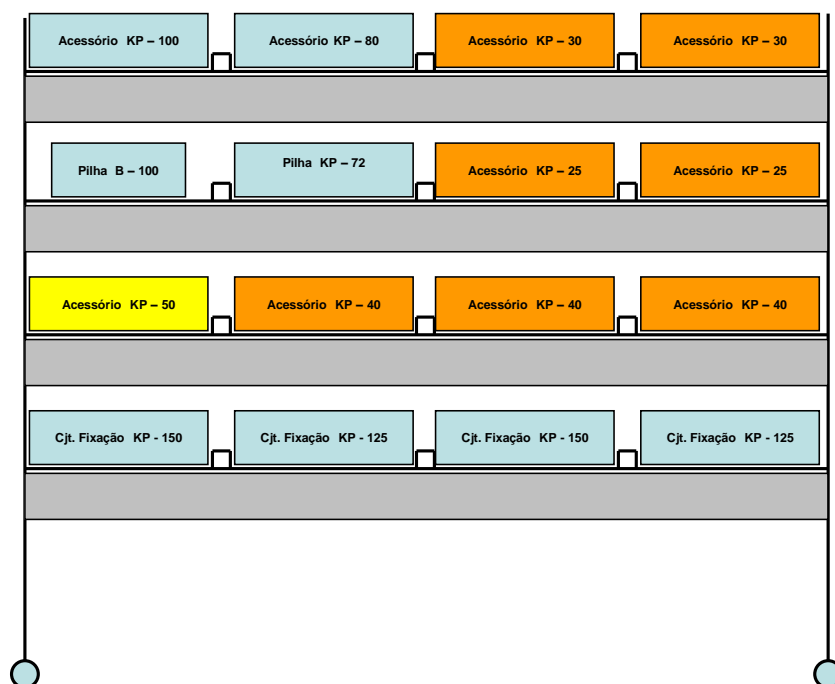 Acessório KP – 100
Acessório KP – 80
Acessório KP – 30
Acessório KP – 30
Pilha B – 100
Pilha KP – 72
Acessório KP – 25
Acessório KP – 25
Acessório KP – 50
Acessório KP – 40
Acessório KP – 40
Acessório KP – 40
Cjt. Fixação KP - 150
Cjt. Fixação KP - 125
Cjt. Fixação KP - 150
Cjt. Fixação KP - 125